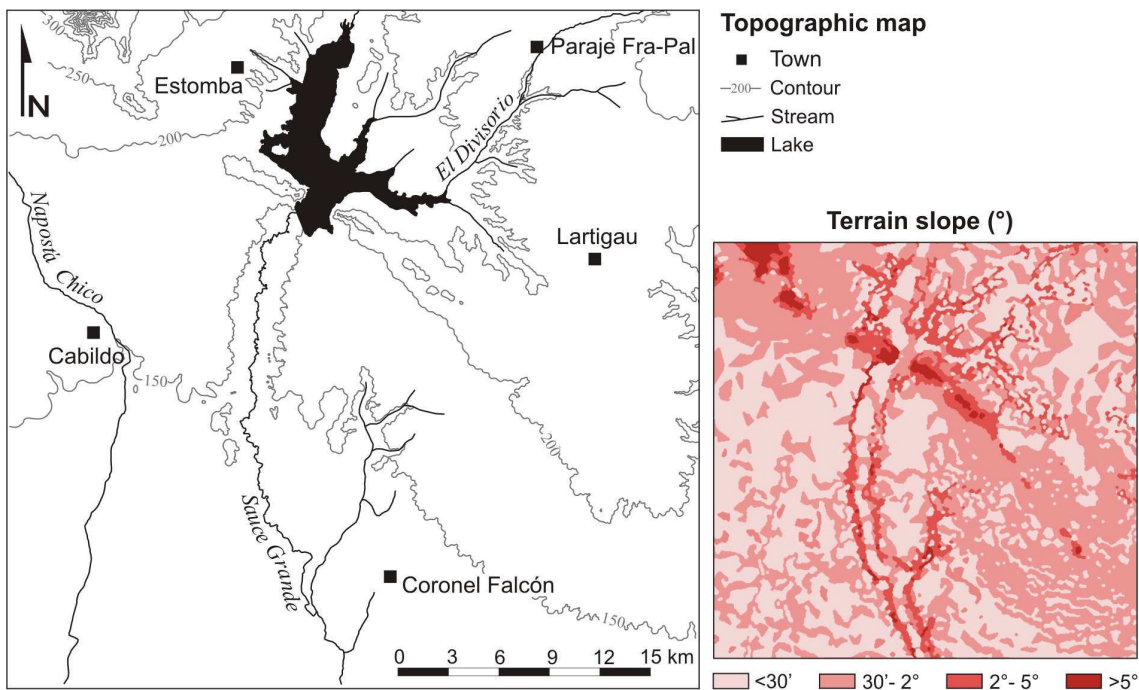 300
250
Estomba
N
200
Paraje Fra-Pal
El Divisorio
Naposá Chico
Lartigau
Cabildo
150
200
Sauce Grande
Coronel Falcón
150
0 3 6 9 12 15 km
Topographic map
Town
200 Contour
Stream
Lake
Terrain slope (°)
<30' 30'- 2° 2°- 5° >5°